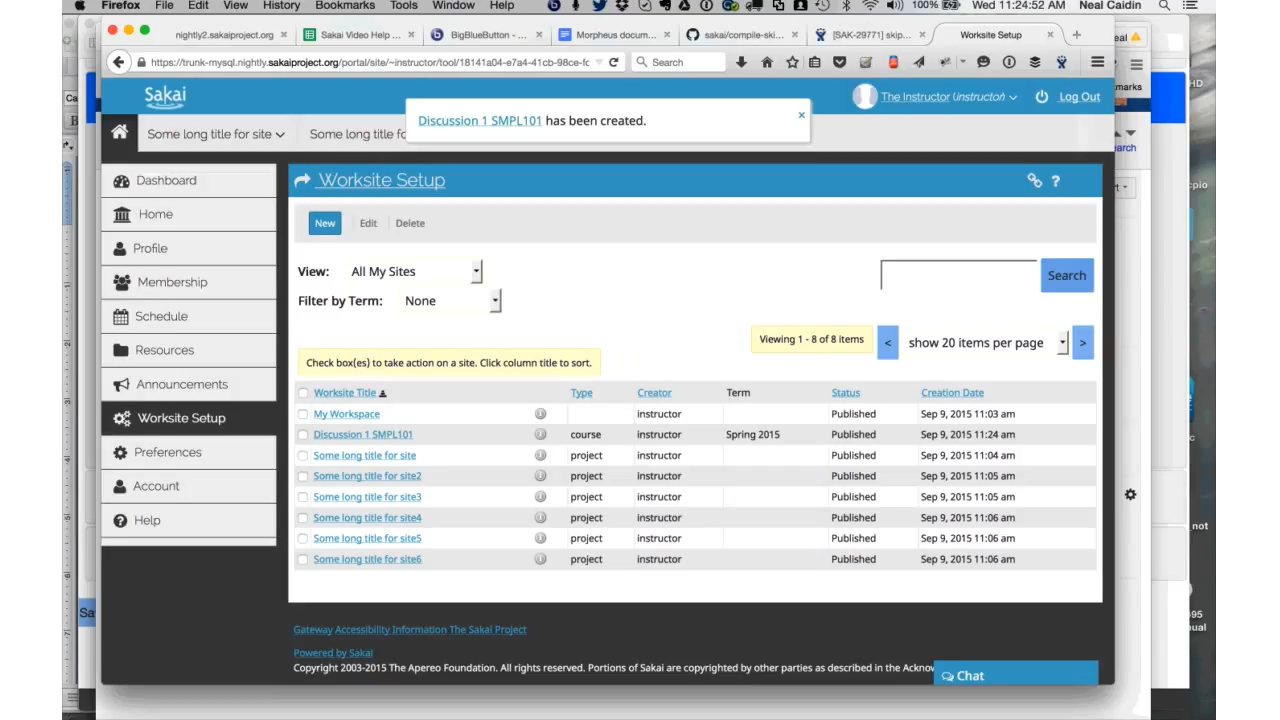 Firefox File Edit View History Bookmarks Tools Window Help 100% Wed 11:24:52 AM Neal Caidin
nightly2.sakaiproject.org × Sakai Video Help ... × BigBlueButton - ... × Morpheus docum... × sakai/compile-ski... × [SAK-29771] skip... × Worksite Setup × +
https://trunk-mysql.nightly.sakaiproject.org/portal/site/~instructor/tool/18141a04-e7a4-41cb-98ce-fc Search
Sakai
The Instructor (instructor) Log Out
Discussion 1 SMPL101 has been created. ×
Some long title for site Some long title fo
Dashboard
Home
Profile
Membership
Schedule
Resources
Announcements
Worksite Setup
Preferences
Account
Help
Worksite Setup ?
New Edit Delete
View: All My Sites
Filter by Term: None
Search
Viewing 1 - 8 of 8 items < show 20 items per page >
Check box(es) to take action on a site. Click column title to sort.
Worksite Title Type Creator Term Status Creation Date
My Workspace instructor Published Sep 9, 2015 11:03 am
Discussion 1 SMPL101 course instructor Spring 2015 Published Sep 9, 2015 11:24 am
Some long title for site project instructor Published Sep 9, 2015 11:04 am
Some long title for site2 project instructor Published Sep 9, 2015 11:05 am
Some long title for site3 project instructor Published Sep 9, 2015 11:05 am
Some long title for site4 project instructor Published Sep 9, 2015 11:06 am
Some long title for site5 project instructor Published Sep 9, 2015 11:06 am
Some long title for site6 project instructor Published Sep 9, 2015 11:06 am
Gateway Accessibility Information The Sakai Project
Powered by Sakai
Copyright 2003-2015 The Apereo Foundation. All rights reserved. Portions of Sakai are copyrighted by other parties as described in the Acknow
Chat